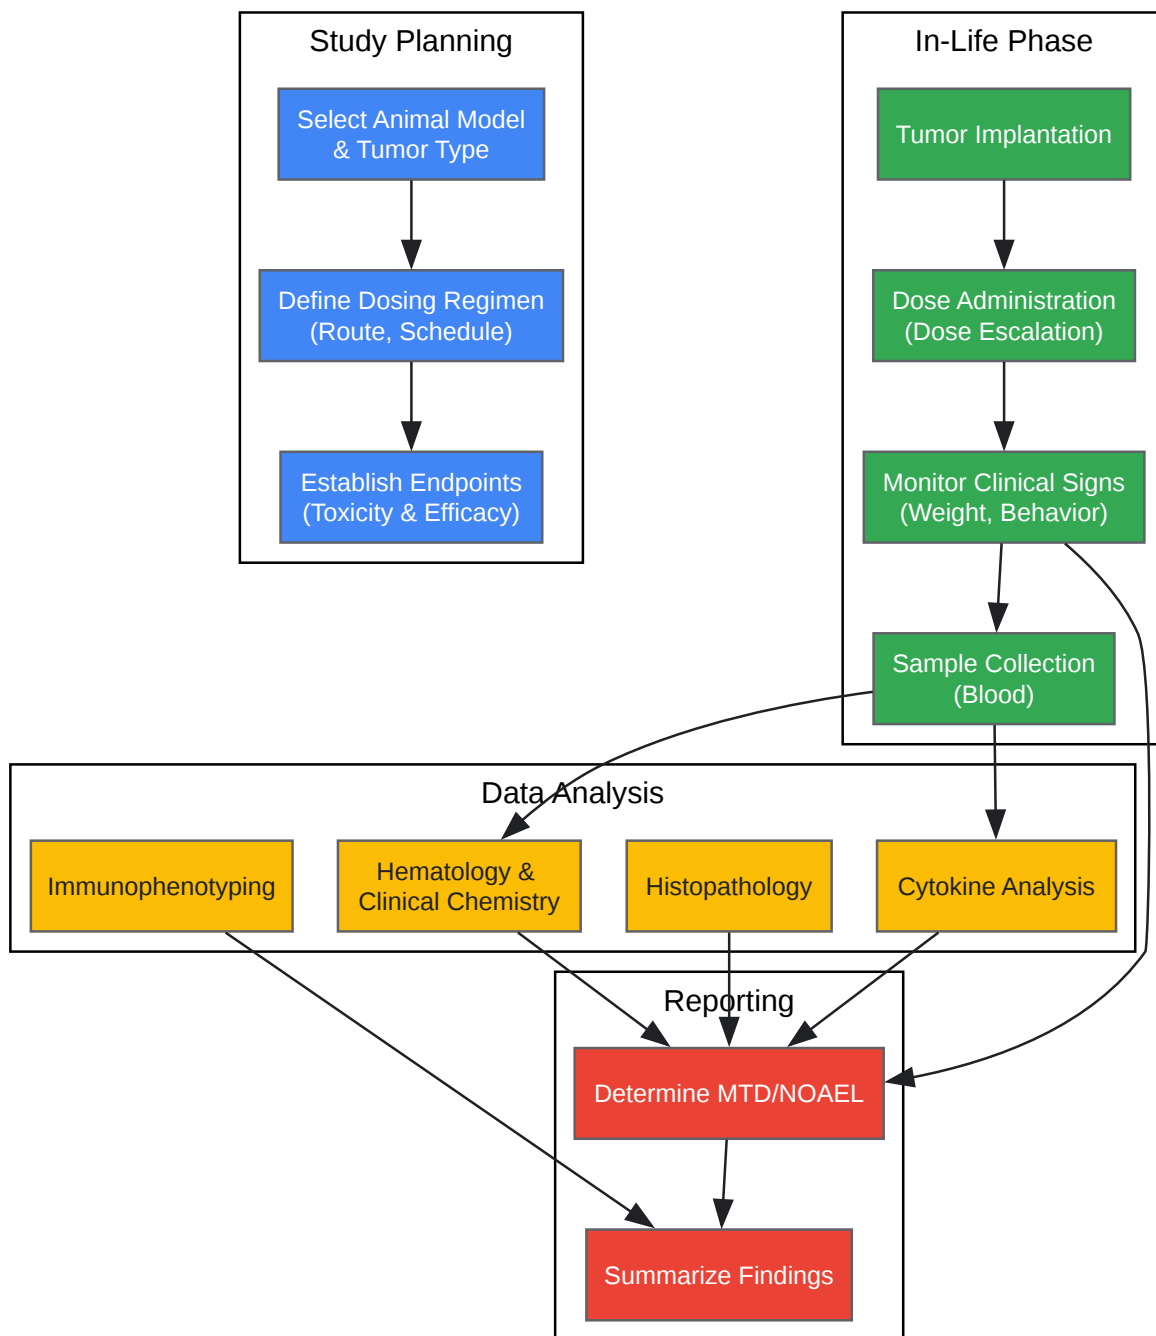 Study Planning
Select Animal Model
& Tumor Type
Define Dosing Regimen
(Route, Schedule)
Establish Endpoints
(Toxicity & Efficacy)
In-Life Phase
Tumor Implantation
Dose Administration
(Dose Escalation)
Monitor Clinical Signs
(Weight, Behavior)
Sample Collection
(Blood)
Data Analysis
Immunophenotyping
Hematology &
Clinical Chemistry
Histopathology
Cytokine Analysis
Reporting
Determine MTD/NOAEL
Summarize Findings